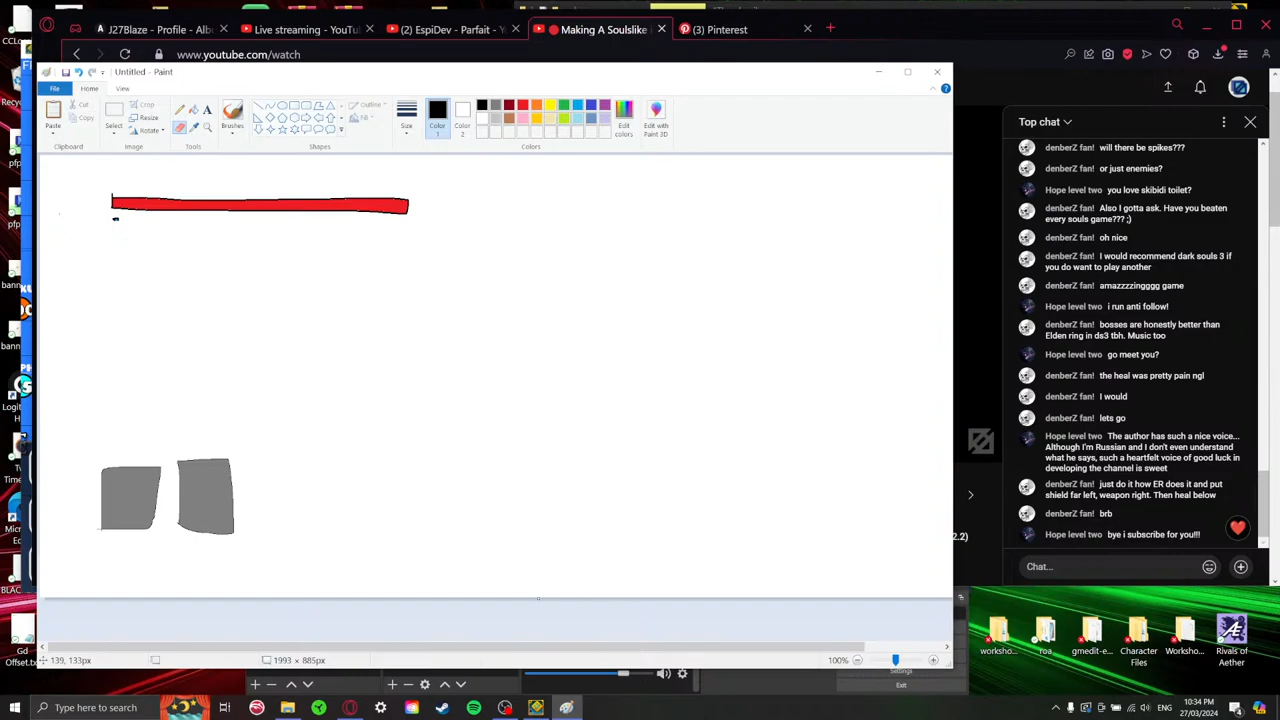 J27Blaze - Profile - Albu
Live streaming - YouTu
(2) EspiDev - Parfait - Y
Making A Soulslike
(3) Pinterest
www.youtube.com/watch
Untitled - Paint
File
Home
View
Paste
Cut
Copy
Clipboard
Select
Crop
Resize
Rotate
Image
Tools
Brushes
Outline
Fill
Shapes
Size
Color 1
Color 2
Edit colors
Edit with Paint 3D
Colors
139, 133px
1993 × 885px
100%
Top chat
denberZ fan! will there be spikes???
denberZ fan! or just enemies?
Hope level two you love skibidi toilet?
denberZ fan! Also I gotta ask. Have you beaten
every souls game??? ;)
denberZ fan! oh nice
denberZ fan! I would recommend dark souls 3 if
you do want to play another
denberZ fan! amazzzzingggg game
Hope level two i run anti follow!
denberZ fan! bosses are honestly better than
Elden ring in ds3 tbh. Music too
Hope level two go meet you?
denberZ fan! the heal was pretty pain ngl
denberZ fan! I would
denberZ fan! lets go
Hope level two The author has such a nice voice...
Although I'm Russian and I don't even understand
what he says, such a heartfelt voice of good luck in
developing the channel is sweet
denberZ fan! just do it how ER does it and put
shield far left, weapon right. Then heal below
denberZ fan! brb
Hope level two bye i subscribe for you!!!
Chat...
2.2)
worksho...
roa
gmedit-e...
Character Files
Worksho...
Rivals of Aether
Settings
Exit
Type here to search
10:34 PM
27/03/2024